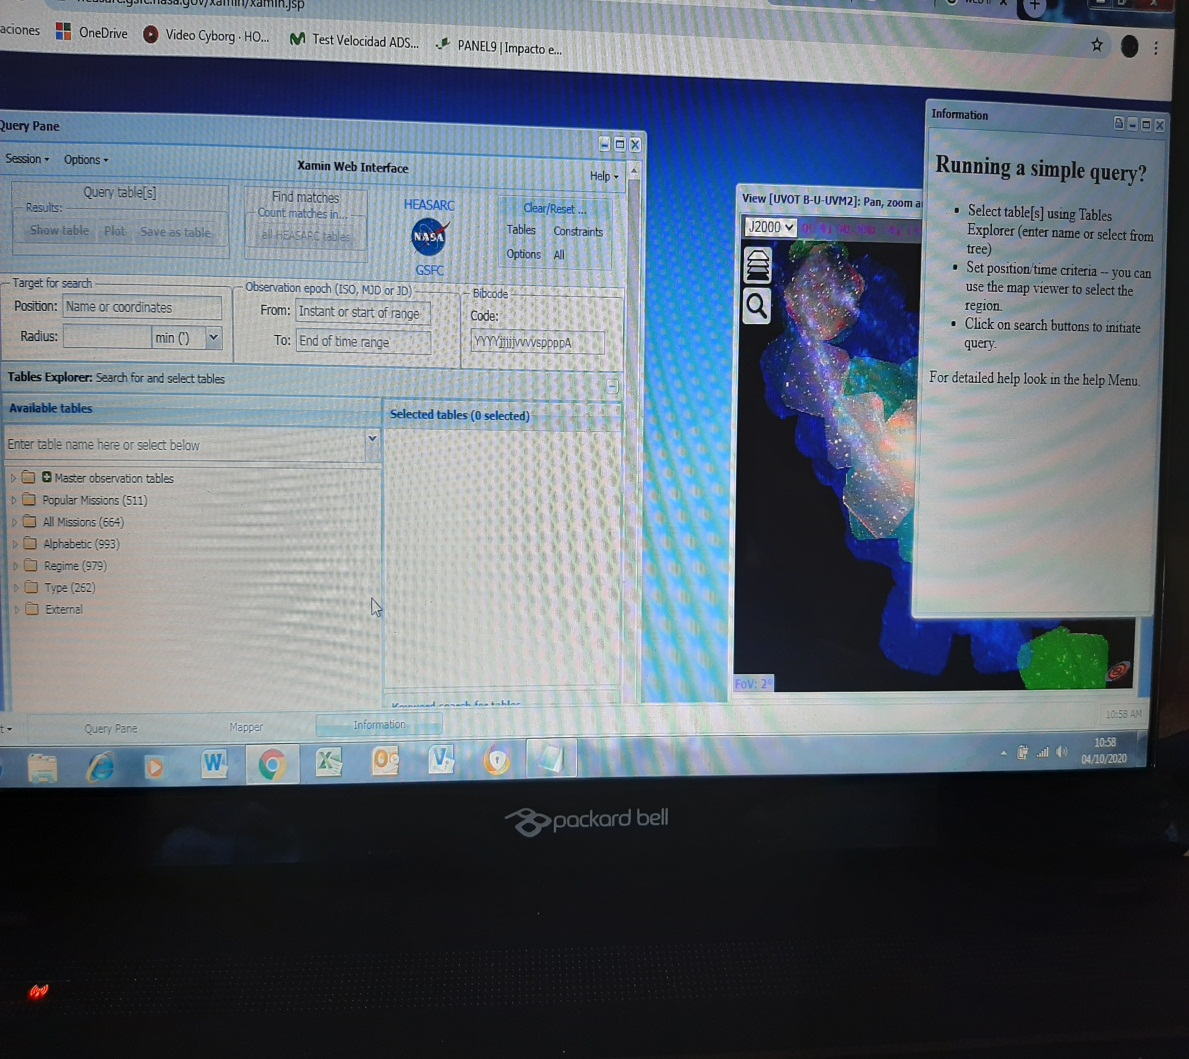 aciones
OneDrive
Video Cyborg · HO...
Test Velocidad ADS...
PANEL9 | Impacto e...
Query Pane
Session
Options
Xamin Web Interface
Help
Query table[s]
Results:
Show table
Plot
Save as table
Find matches
Count matches in...
all HEASARC tables
HEASARC
NASA
GSFC
Clear/Reset ...
Tables
Constraints
Options
All
Target for search
Position:
Name or coordinates
Radius:
min (')
Observation epoch (ISO, MJD or JD)
From:
Instant or start of range
To:
End of time range
Bibcode
Code:
Tables Explorer: Search for and select tables
Available tables
Selected tables (0 selected)
Enter table name here or select below
Master observation tables
Popular Missions (511)
All Missions (664)
Alphabetic (993)
Regime (979)
Type (262)
External
View [UVOT B-U-UVM2]: Pan, zoom a
J2000
FoV: 2°
Information
Running a simple query?
Select table[s] using Tables
Explorer (enter name or select from
tree)
Set position/time criteria -- you can
use the map viewer to select the
region.
Click on search buttons to initiate
query.
For detailed help look in the help Menu.
Query Pane
Mapper
Information
10:58 AM
10:58
04/10/2020
packard bell